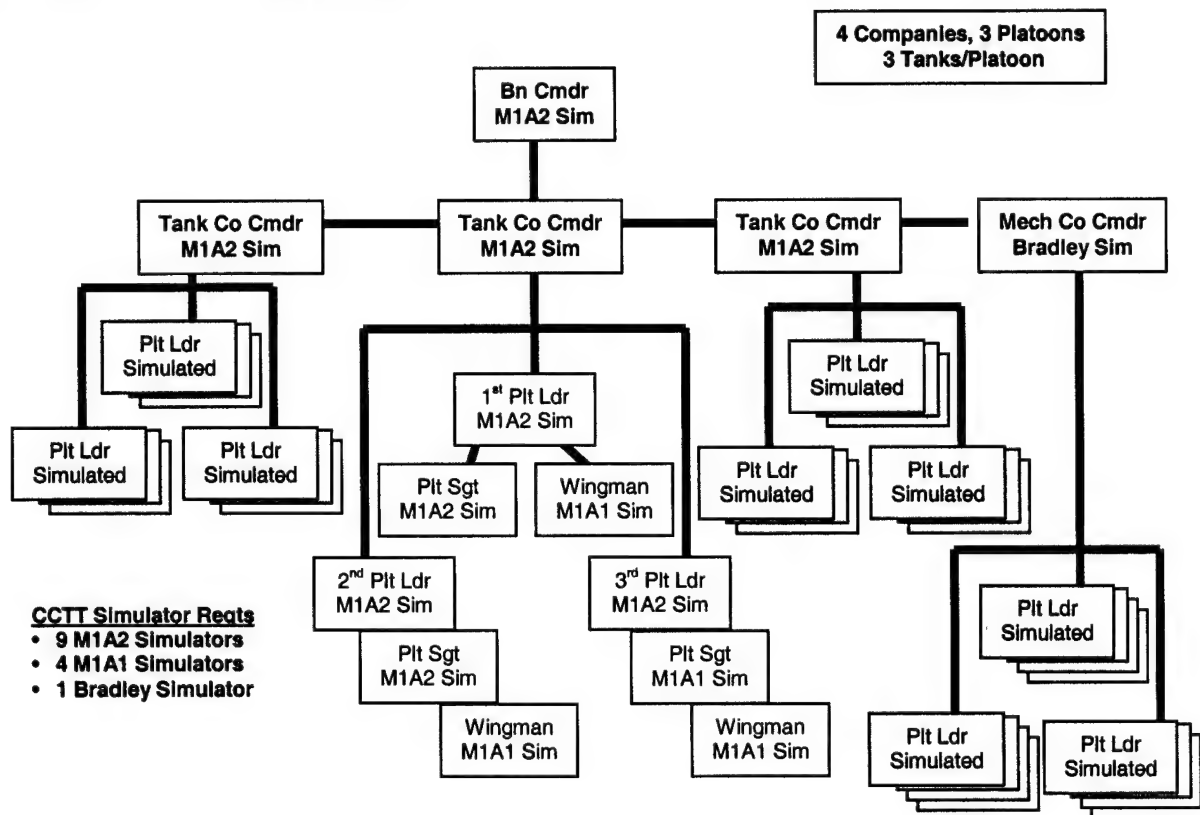 4 Companies, 3 Platoons
3 Tanks/Platoon
Bn Cmdr
M1A2 Sim
Tank Co Cmdr
M1A2 Sim
Tank Co Cmdr
M1A2 Sim
Tank Co Cmdr
M1A2 Sim
Mech Co Cmdr
Bradley Sim
Plt Ldr
Simulated
Plt Ldr
Simulated
Plt Ldr
Simulated
1st Plt Ldr
M1A2 Sim
Plt Sgt
M1A2 Sim
Wingman
M1A1 Sim
2nd Plt Ldr
M1A2 Sim
Plt Sgt
M1A2 Sim
Wingman
M1A1 Sim
3rd Plt Ldr
M1A2 Sim
Plt Sgt
M1A1 Sim
Wingman
M1A1 Sim
Plt Ldr
Simulated
Plt Ldr
Simulated
Plt Ldr
Simulated
Plt Ldr
Simulated
Plt Ldr
Simulated
Plt Ldr
Simulated
CCTT Simulator Reqts
• 9 M1A2 Simulators
• 4 M1A1 Simulators
• 1 Bradley Simulator